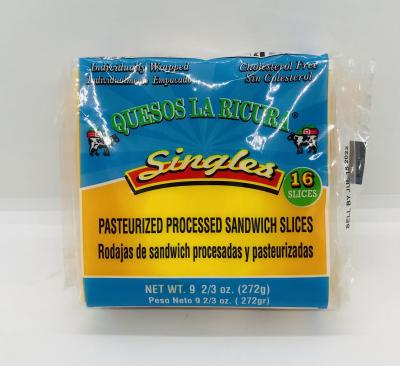 Individually Wrapped
Individualmente Empacado
Cholesterol Free
Sin Colesterol
QUESOS LA RICURA®
Singles
16
SLICES
PASTEURIZED PROCESSED SANDWICH SLICES
Rodajas de sandwich procesadas y pasteurizadas
NET WT. 9 2/3 oz. (272g)
Peso Neto 9 2/3 oz. ( 272gr)